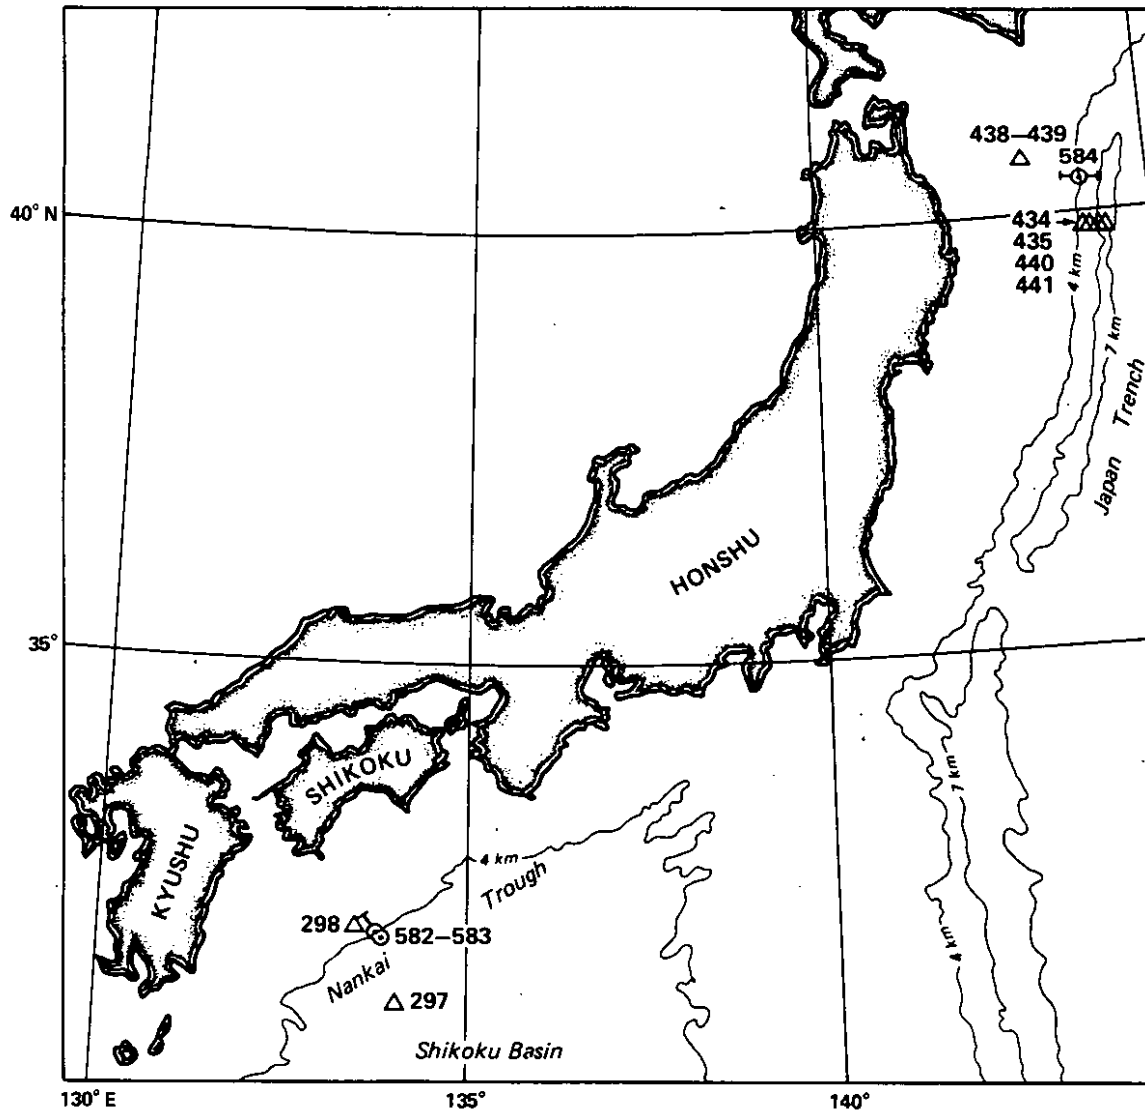 438–439
584
40° N
434
435
440
441
4 km
7 km
Japan Trench
HONSHU
35°
SHIKOKU
7 km
KYUSHU
4 km
Trough
298
582–583
4 km
Nankai
297
Shikoku Basin
130° E
135°
140°